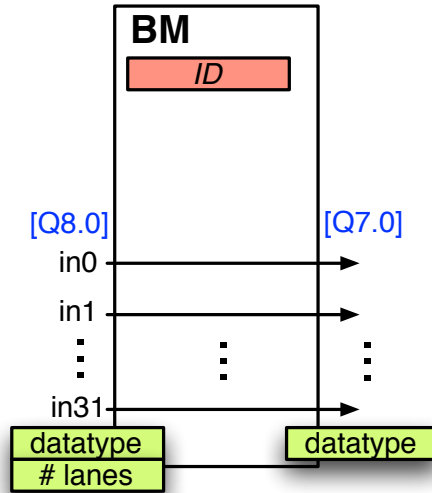 BM
ID
[Q8.0]
[Q7.0]
in0
in1
in31
datatype
datatype
# lanes